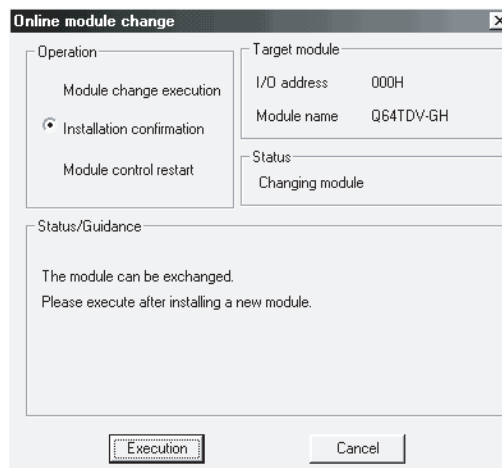 Online module change
Operation
Module change execution
Installation confirmation
Module control restart
Target module
I/O address 000H
Module name Q64TDV-GH
Status
Changing module
Status/Guidance
The module can be exchanged.
Please execute after installing a new module.
Execution Cancel